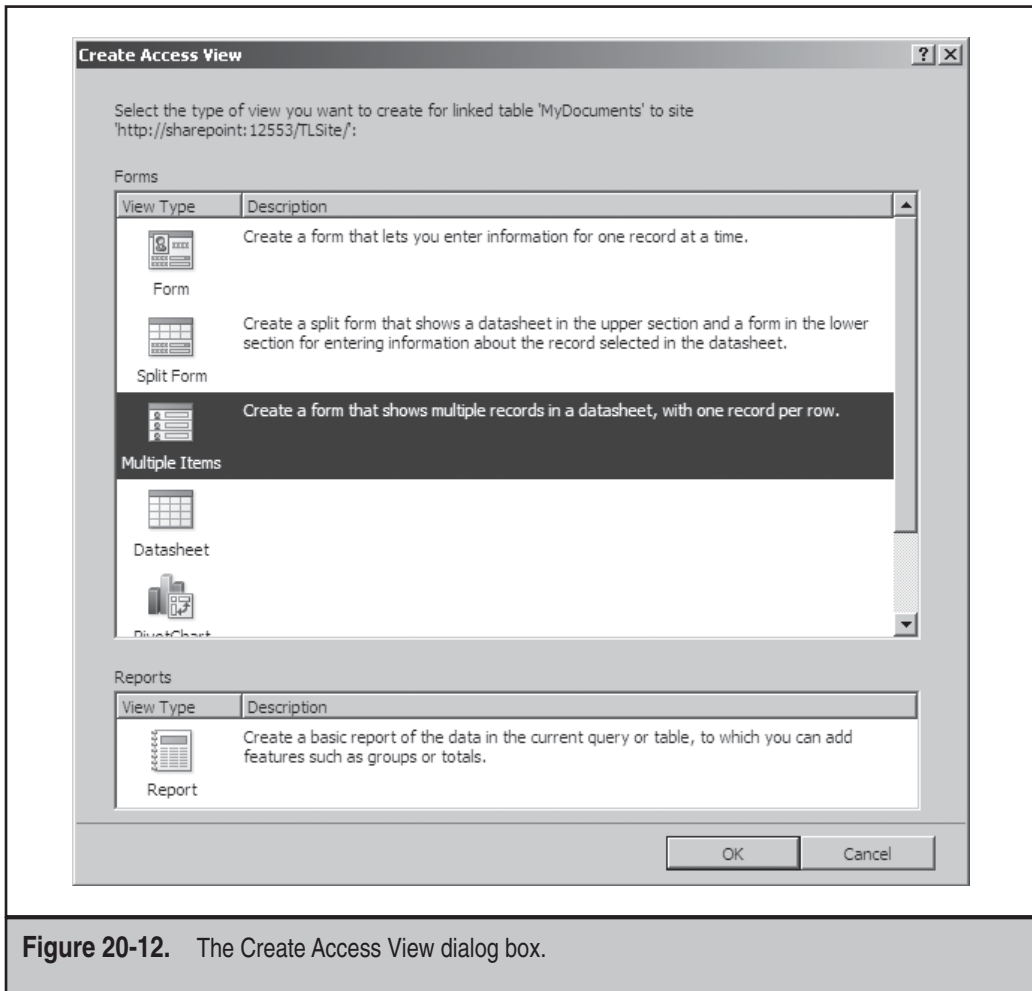 Create Access View
Select the type of view you want to create for linked table 'MyDocuments' to site
'http://sharepoint:12553/TLSite/':
Forms
View Type Description
Create a form that lets you enter information for one record at a time.
Form
Create a split form that shows a datasheet in the upper section and a form in the lower
section for entering information about the record selected in the datasheet.
Split Form
Create a form that shows multiple records in a datasheet, with one record per row.
Multiple Items
Datasheet
PivotChart
Reports
View Type Description
Create a basic report of the data in the current query or table, to which you can add
features such as groups or totals.
Report
OK Cancel
Figure 20-12. The Create Access View dialog box.